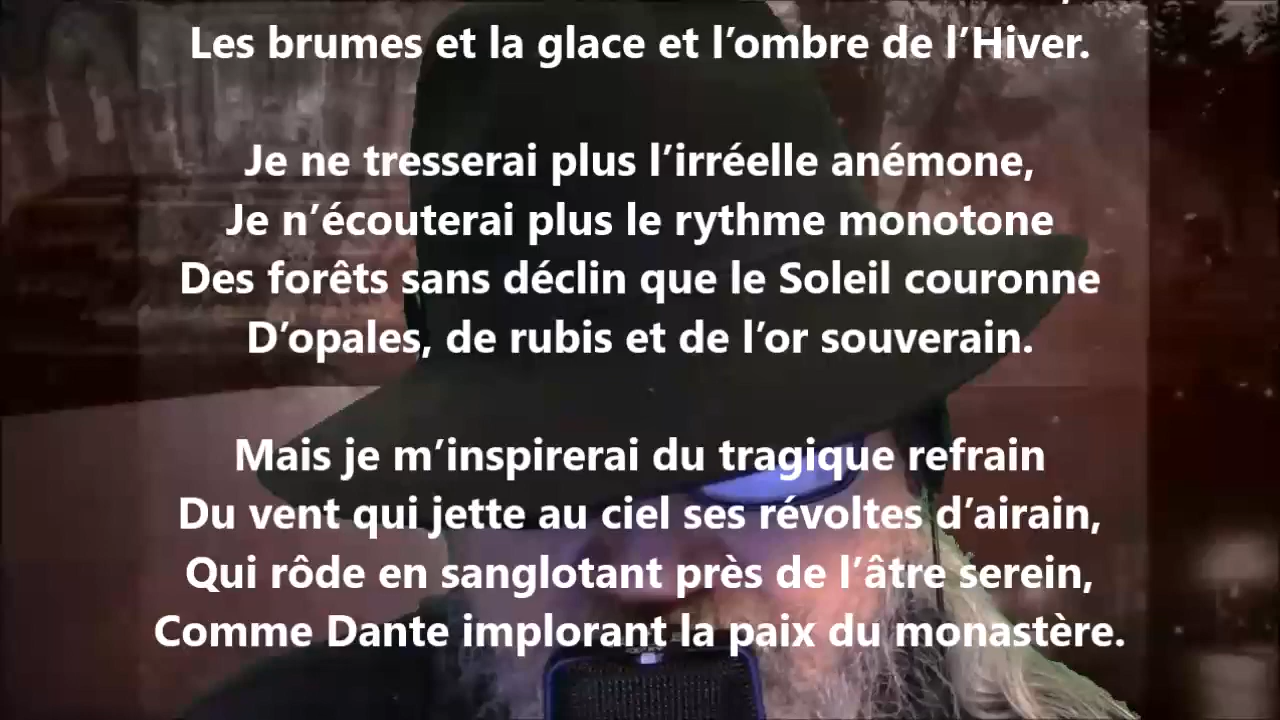 Les brumes et la glace et l’ombre de l’Hiver.
Je ne tresserai plus l’irréelle anémone,
Je n’écouterai plus le rythme monotone
Des forêts sans déclin que le Soleil couronne
D’opales, de rubis et de l’or souverain.
Mais je m’inspirerai du tragique refrain
Du vent qui jette au ciel ses révoltes d’airain,
Qui rôde en sanglotant près de l’âtre serein,
Comme Dante implorant la paix du monastère.